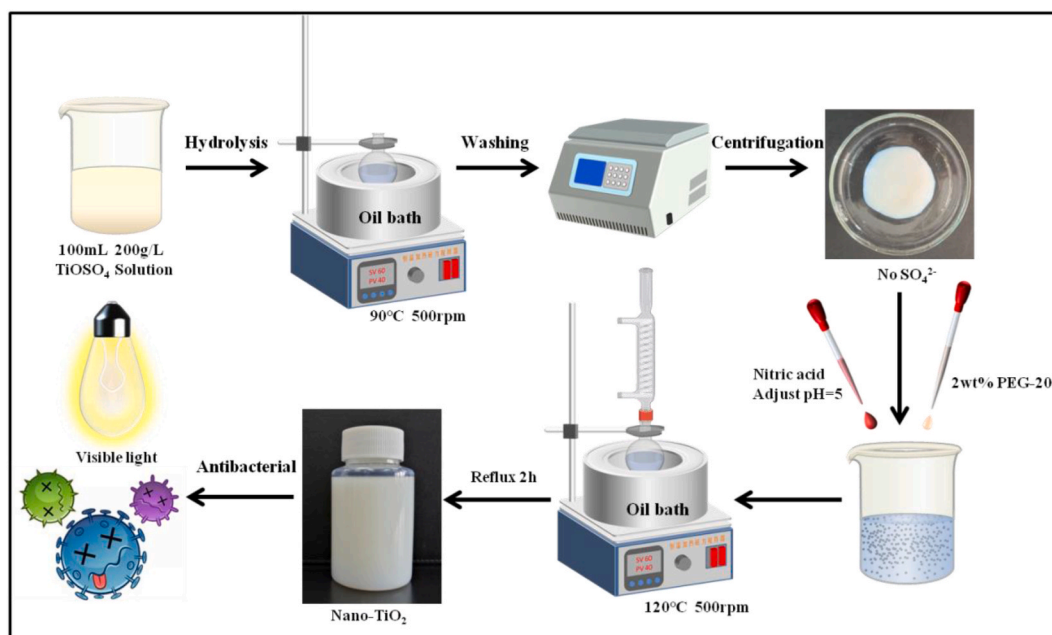 Hydrolysis
Washing
Centrifugation
100mL 200g/L
TiOSO₄ Solution
Oil bath
SV 60
PV 40
90°C 500rpm
No SO₄²⁻
Nitric acid
Adjust pH=5
2wt% PEG-20
Visible light
Antibacterial
Nano-TiO₂
Reflux 2h
Oil bath
SV 60
PV 40
120°C 500rpm